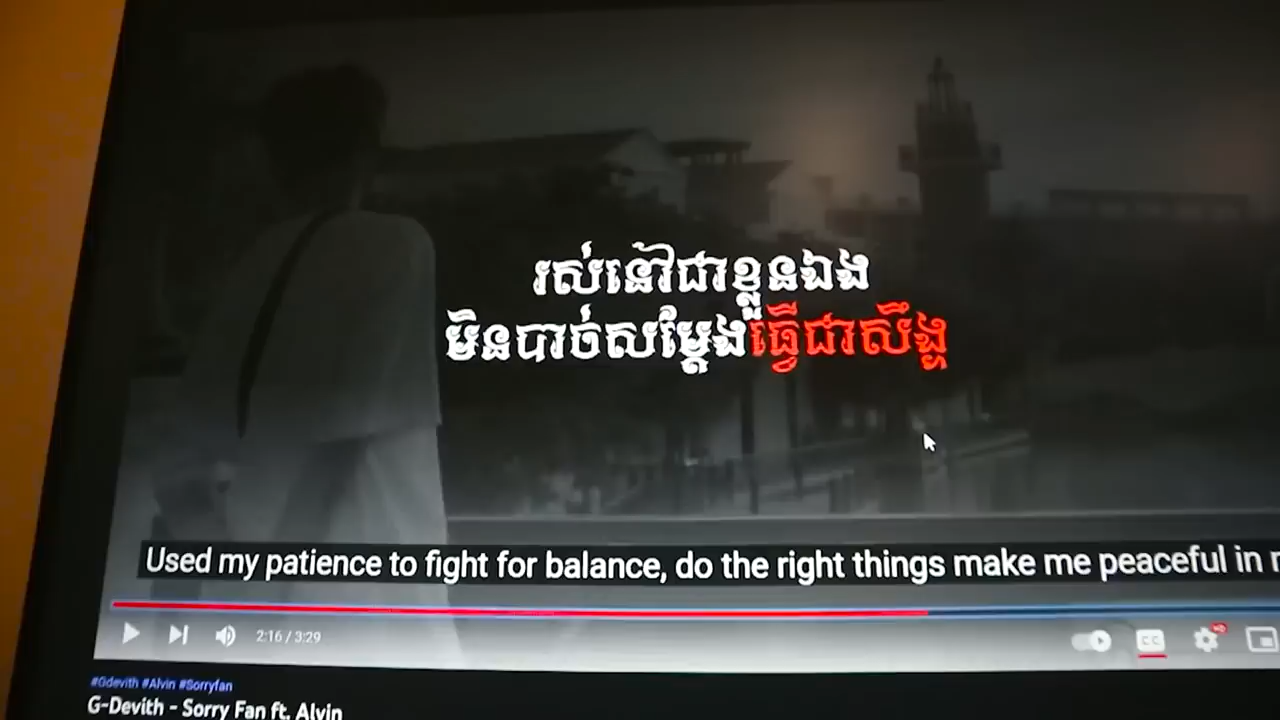 រស់នៅជាខ្លួនឯង
មិនបាច់សម្ដែងធ្វើជាសឹង្ហ
Used my patience to fight for balance, do the right things make me peaceful in
2:16 / 3:29
CC
HD
#Gdevith #Alvin #Sorryfan
G-Devith - Sorry Fan ft. Alvin